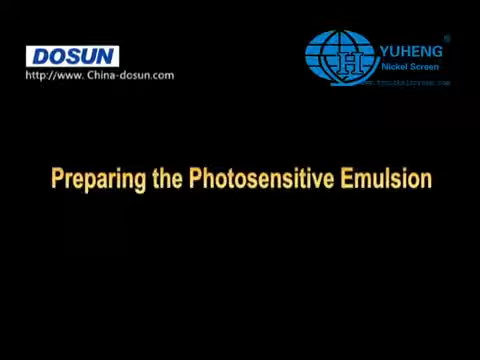 DOSUN
http://www. China-dosun.com
YUHENG
®
Nickel Screen
H
Preparing the Photosensitive Emulsion